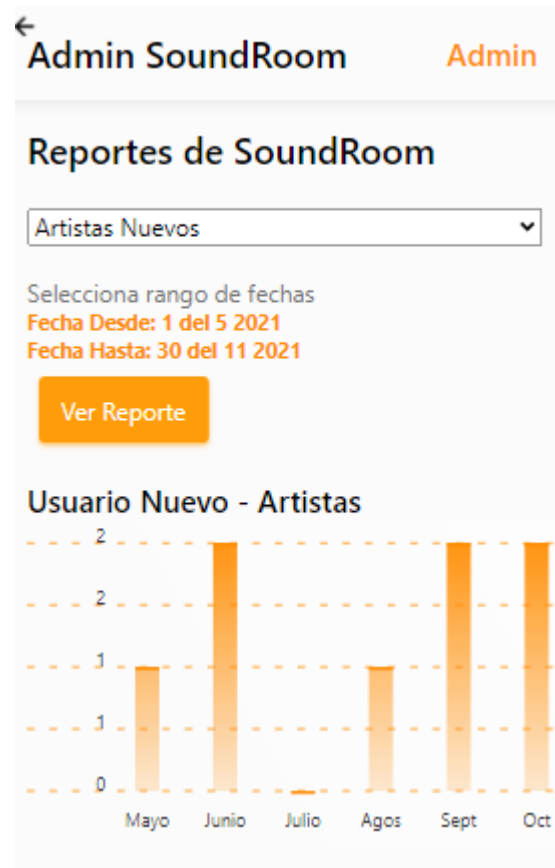 Admin SoundRoom Admin
Reportes de SoundRoom
Artistas Nuevos
Selecciona rango de fechas
Fecha Desde: 1 del 5 2021
Fecha Hasta: 30 del 11 2021
Ver Reporte
Usuario Nuevo - Artistas
2
2
1
1
0
Mayo Junio Julio Agos Sept Oct